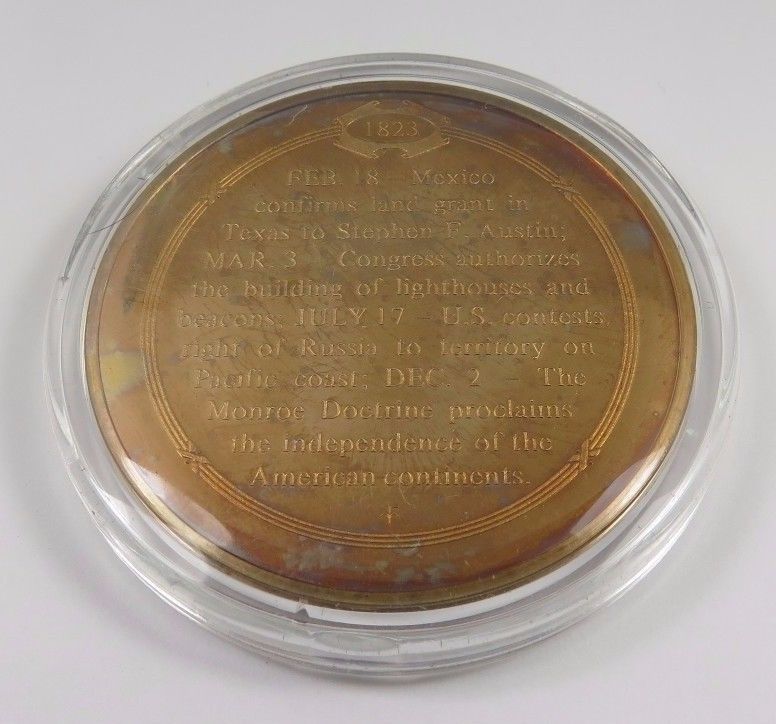 1823
FEB. 18 – Mexico
confirms land grant in
Texas to Stephen F. Austin;
MAR. 3 – Congress authorizes
the building of lighthouses and
beacons; JULY 17 – U.S. contests
right of Russia to territory on
Pacific coast; DEC. 2 – The
Monroe Doctrine proclaims
the independence of the
American continents.